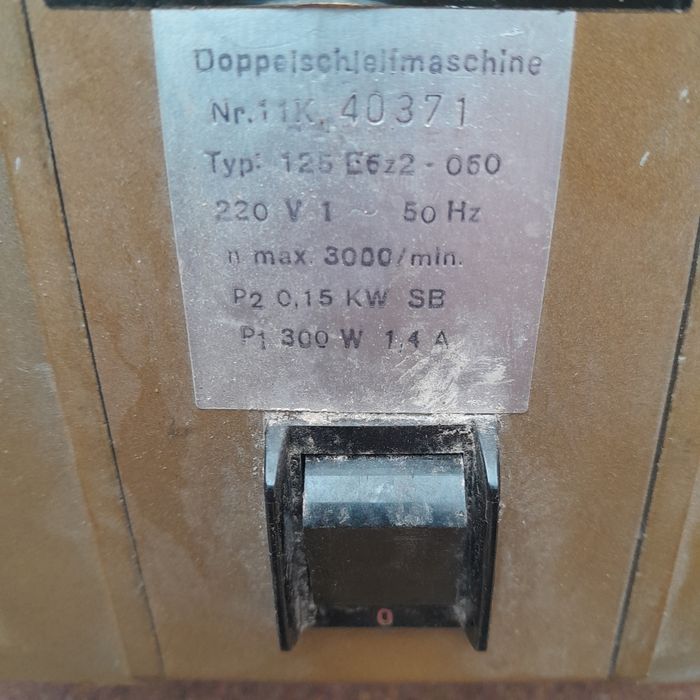 Doppelschleifmaschine
Nr. 11K. 40371
Typ: 125 E6z2 - 060
220 V 1 ~ 50 Hz
n max. 3000/min.
P2 0,15 KW SB
P1 300 W 1,4 A
0